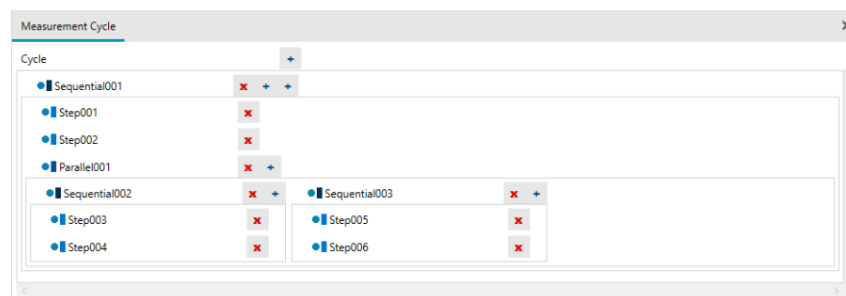 Measurement Cycle
Cycle
Sequential001
Step001
Step002
Parallel001
Sequential002 Sequential003
Step003 Step005
Step004 Step006